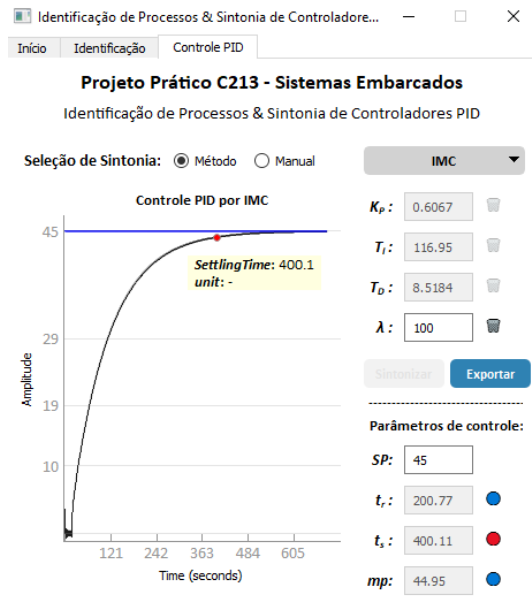 Identificação de Processos & Sintonia de Controladore...
Início Identificação Controle PID
Projeto Prático C213 - Sistemas Embarcados
Identificação de Processos & Sintonia de Controladores PID
Seleção de Sintonia: Método Manual
IMC
Controle PID por IMC
45
29
19
10
Amplitude
SettlingTime: 400.1
unit: -
121 242 363 484 605
Time (seconds)
KP : 0.6067
TI : 116.95
TD : 8.5184
λ : 100
Sintonizar Exportar
Parâmetros de controle:
SP: 45
tr : 200.77
ts : 400.11
mp: 44.95